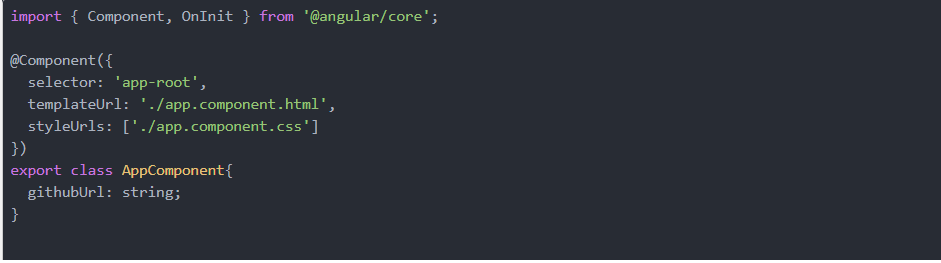 import { Component, OnInit } from '@angular/core';
@Component({
selector: 'app-root',
templateUrl: './app.component.html',
styleUrls: ['./app.component.css']
})
export class AppComponent{
githubUrl: string;
}